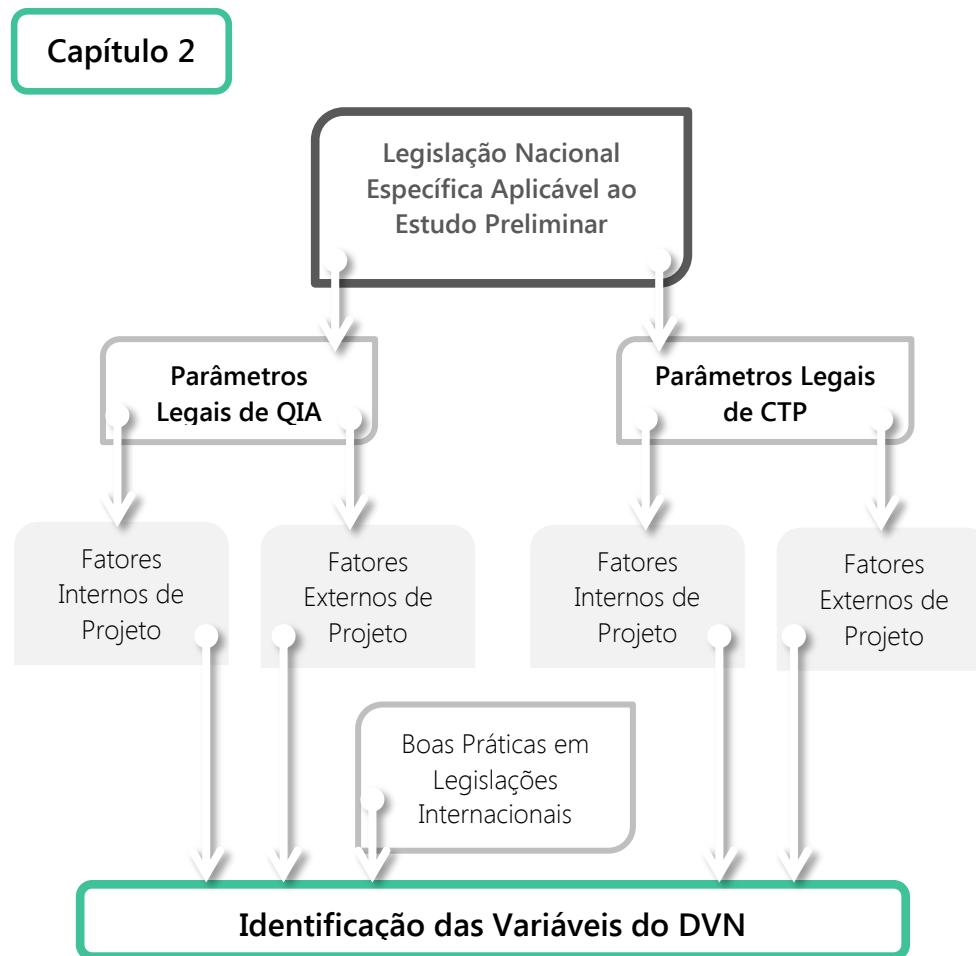 Capítulo 2
Legislação Nacional
Específica Aplicável ao
Estudo Preliminar
Parâmetros
Legais de QIA
Parâmetros Legais
de CTP
Fatores
Internos de
Projeto
Fatores
Externos de
Projeto
Fatores
Internos de
Projeto
Fatores
Externos de
Projeto
Boas Práticas em
Legislações
Internacionais
Identificação das Variáveis do DVN